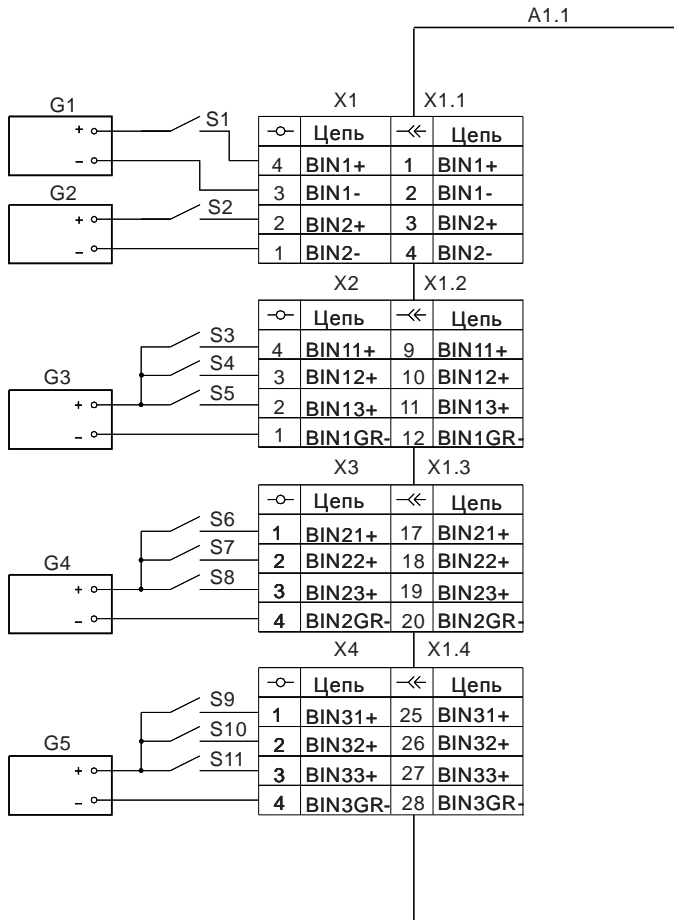 A1.1
X1 X1.1
G1
S1
Цепь Цепь
+
4 BIN1+ 1 BIN1+
-
3 BIN1- 2 BIN1-
G2
S2
+
2 BIN2+ 3 BIN2+
-
1 BIN2- 4 BIN2-
X2 X1.2
Цепь Цепь
S3
4 BIN11+ 9 BIN11+
S4
3 BIN12+ 10 BIN12+
G3
S5
+
2 BIN13+ 11 BIN13+
-
1 BIN1GR- 12 BIN1GR-
X3 X1.3
Цепь Цепь
S6
1 BIN21+ 17 BIN21+
S7
2 BIN22+ 18 BIN22+
G4
S8
+
3 BIN23+ 19 BIN23+
-
4 BIN2GR- 20 BIN2GR-
X4 X1.4
Цепь Цепь
S9
1 BIN31+ 25 BIN31+
S10
2 BIN32+ 26 BIN32+
G5
S11
+
3 BIN33+ 27 BIN33+
-
4 BIN3GR- 28 BIN3GR-